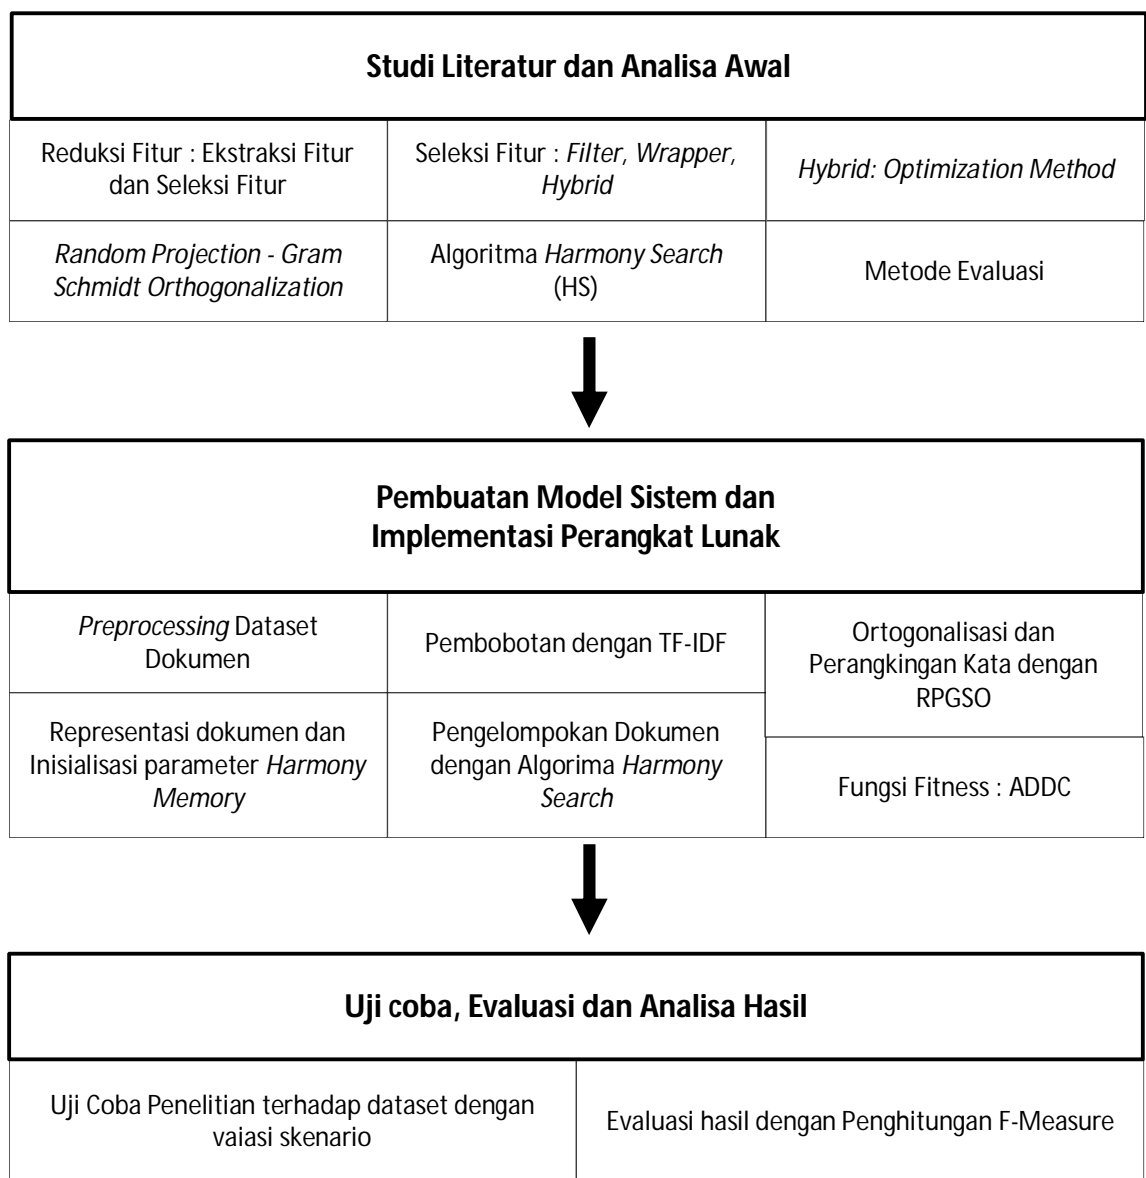 Studi Literatur dan Analisa Awal
Reduksi Fitur : Ekstraksi Fitur
dan Seleksi Fitur
Seleksi Fitur : Filter, Wrapper,
Hybrid
Hybrid: Optimization Method
Random Projection - Gram
Schmidt Orthogonalization
Algoritma Harmony Search
(HS)
Metode Evaluasi
Pembuatan Model Sistem dan
Implementasi Perangkat Lunak
Preprocessing Dataset
Dokumen
Pembobotan dengan TF-IDF
Ortogonalisasi dan
Perangkingan Kata dengan
RPGSO
Representasi dokumen dan
Inisialisasi parameter Harmony
Memory
Pengelompokan Dokumen
dengan Algorima Harmony
Search
Fungsi Fitness : ADDC
Uji coba, Evaluasi dan Analisa Hasil
Uji Coba Penelitian terhadap dataset dengan
vaiasi skenario
Evaluasi hasil dengan Penghitungan F-Measure